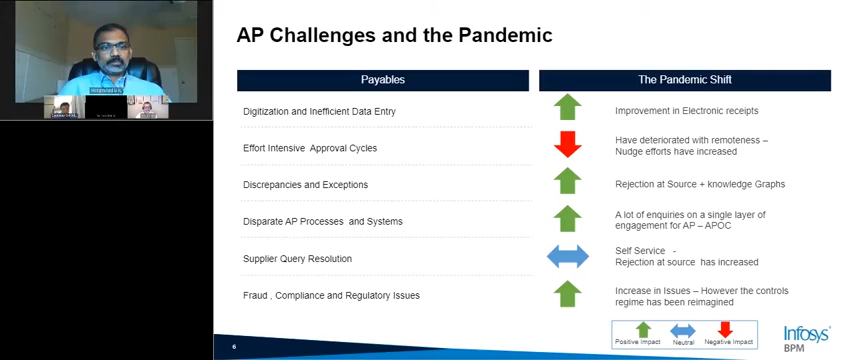 AP Challenges and the Pandemic
Payables
The Pandemic Shift
Digitization and Inefficient Data Entry
Improvement in Electronic receipts
Effort Intensive Approval Cycles
Have deteriorated with remoteness –
Nudge efforts have increased
Discrepancies and Exceptions
Rejection at Source + knowledge Graphs
Disparate AP Processes and Systems
A lot of enquiries on a single layer of
engagement for AP – APOC
Supplier Query Resolution
Self Service -
Rejection at source has increased
Fraud , Compliance and Regulatory Issues
Increase in Issues – However the controls
regime has been reimagined
Positive Impact
Neutral
Negative Impact
6
Infosys
BPM